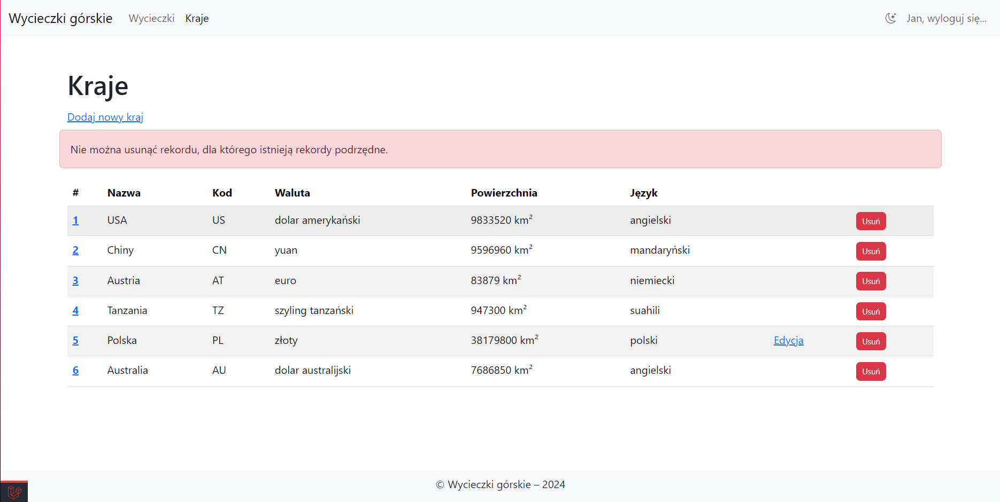 Wycieczki górskie Wycieczki Kraje Jan, wyloguj się...
Kraje
Dodaj nowy kraj
Nie można usunąć rekordu, dla którego istnieją rekordy podrzędne.
# Nazwa Kod Waluta Powierzchnia Język
1 USA US dolar amerykański 9833520 km² angielski Usuń
2 Chiny CN yuan 9596960 km² mandaryński Usuń
3 Austria AT euro 83879 km² niemiecki Usuń
4 Tanzania TZ szyling tanzański 947300 km² suahili Usuń
5 Polska PL złoty 38179800 km² polski Edycja Usuń
6 Australia AU dolar australijski 7686850 km² angielski Usuń
© Wycieczki górskie – 2024